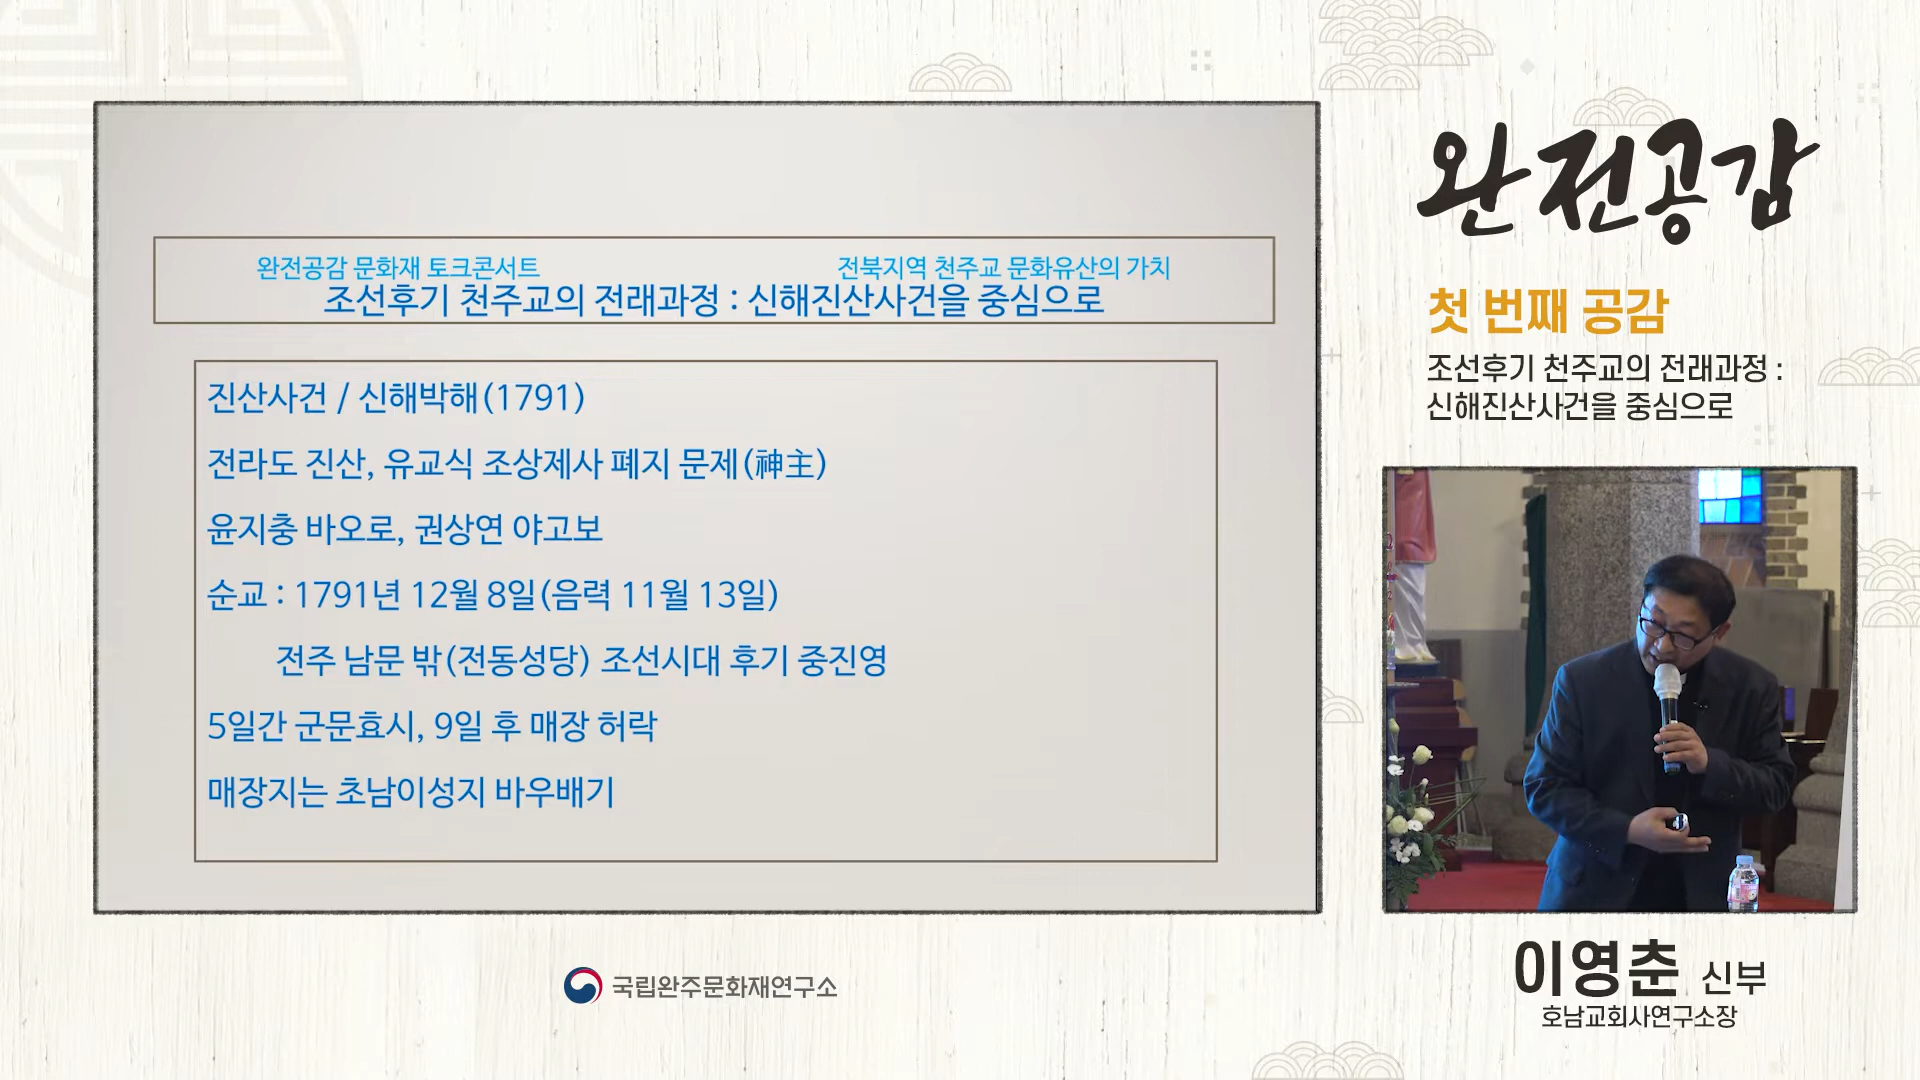 완전공감 문화재 토크콘서트 전북지역 천주교 문화유산의 가치
조선후기 천주교의 전래과정 : 신해진산사건을 중심으로
진산사건 / 신해박해(1791)
전라도 진산, 유교식 조상제사 폐지 문제(神主)
윤지충 바오로, 권상연 야고보
순교 : 1791년 12월 8일(음력 11월 13일)
전주 남문 밖(전동성당) 조선시대 후기 중진영
5일간 군문효시, 9일 후 매장 허락
매장지는 초남이성지 바우배기
완전공감
첫 번째 공감
조선후기 천주교의 전래과정 :
신해진산사건을 중심으로
이영춘 신부
호남교회사연구소장
국립완주문화재연구소